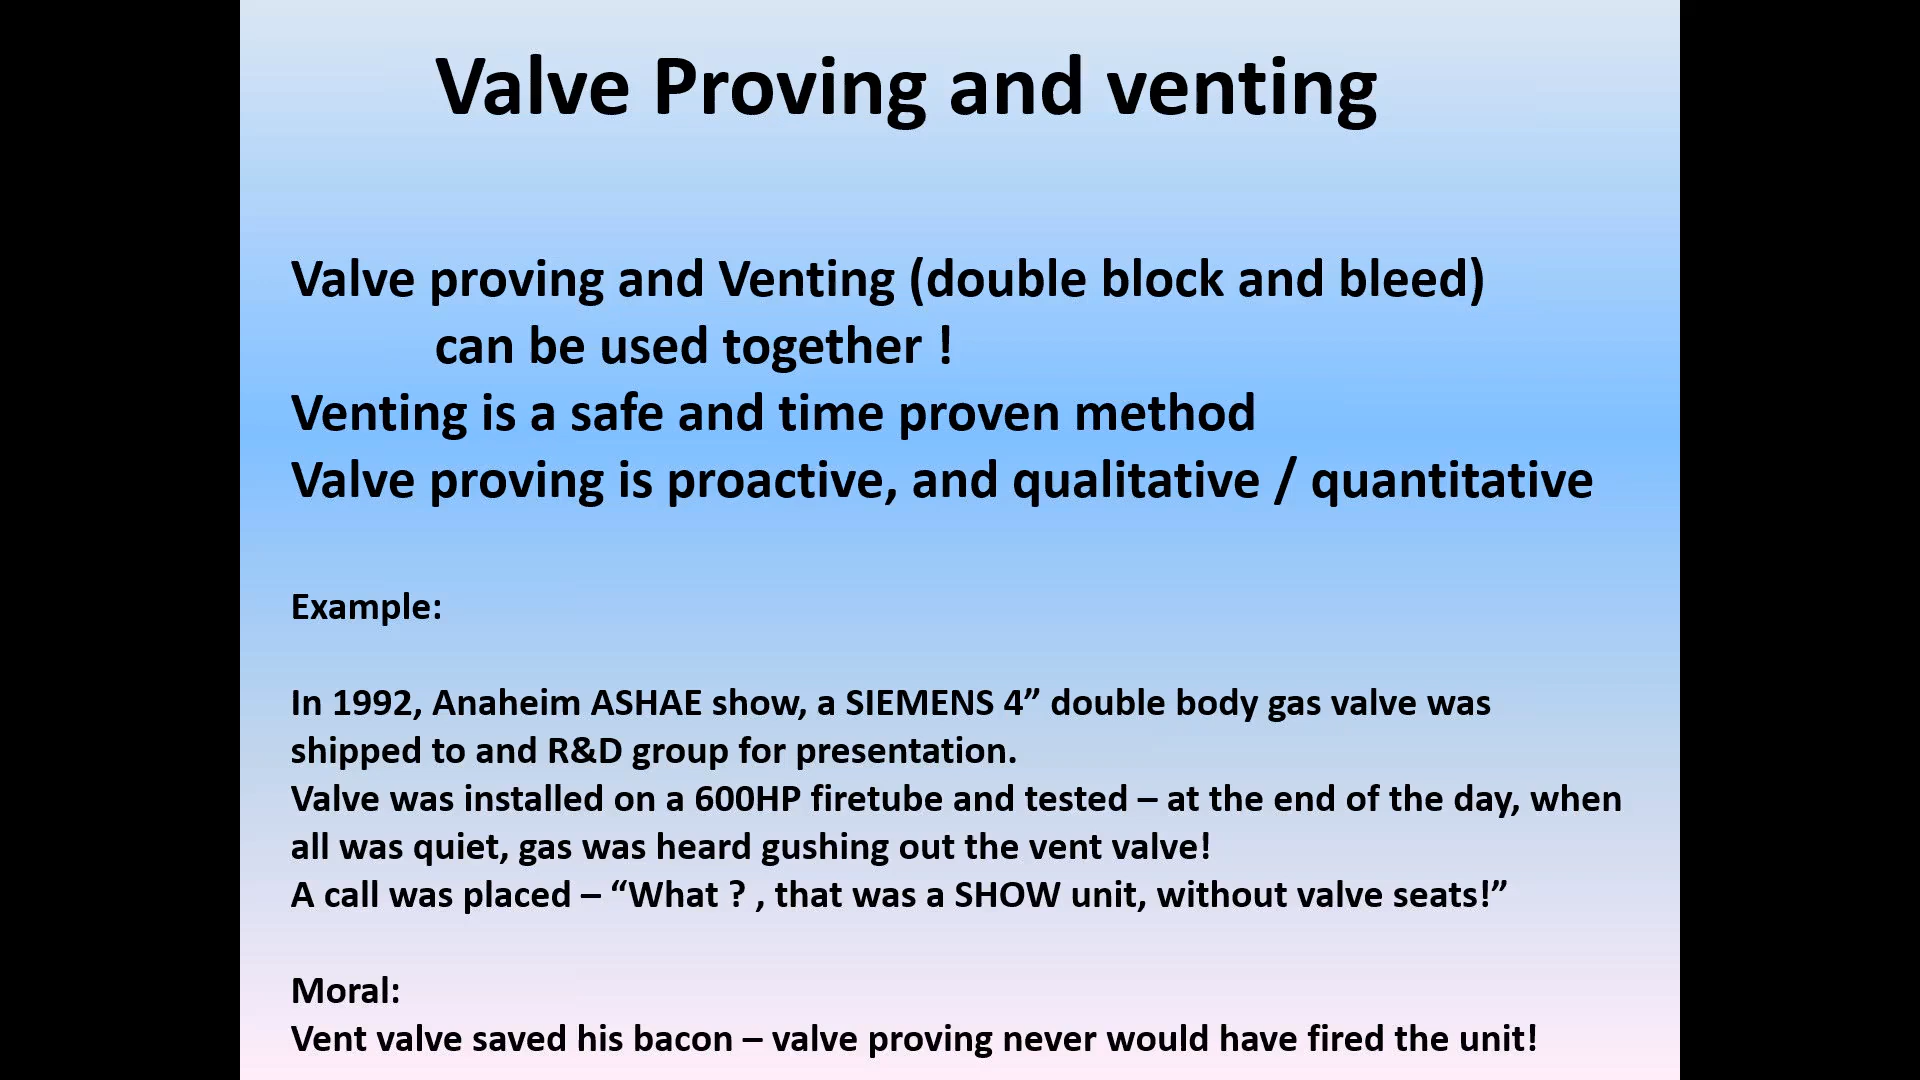 Valve Proving and venting
Valve proving and Venting (double block and bleed)
can be used together !
Venting is a safe and time proven method
Valve proving is proactive, and qualitative / quantitative
Example:
In 1992, Anaheim ASHAE show, a SIEMENS 4” double body gas valve was
shipped to and R&D group for presentation.
Valve was installed on a 600HP firetube and tested – at the end of the day, when
all was quiet, gas was heard gushing out the vent valve!
A call was placed – “What ? , that was a SHOW unit, without valve seats!”
Moral:
Vent valve saved his bacon – valve proving never would have fired the unit!